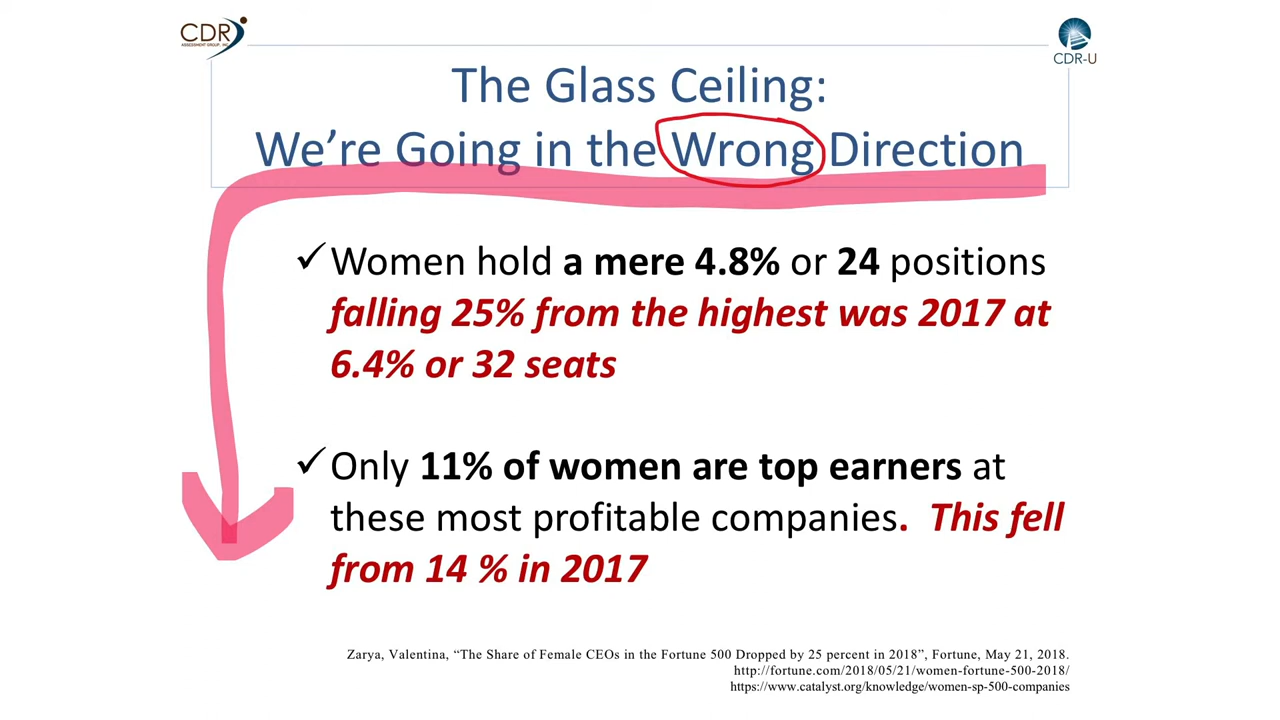 CDR
ASSESSMENT GROUP, INC.
CDR-U
The Glass Ceiling:
We're Going in the Wrong Direction
✓Women hold a mere 4.8% or 24 positions
falling 25% from the highest was 2017 at
6.4% or 32 seats
✓Only 11% of women are top earners at
these most profitable companies. This fell
from 14 % in 2017
Zarya, Valentina, “The Share of Female CEOs in the Fortune 500 Dropped by 25 percent in 2018”, Fortune, May 21, 2018.
http://fortune.com/2018/05/21/women-fortune-500-2018/
https://www.catalyst.org/knowledge/women-sp-500-companies